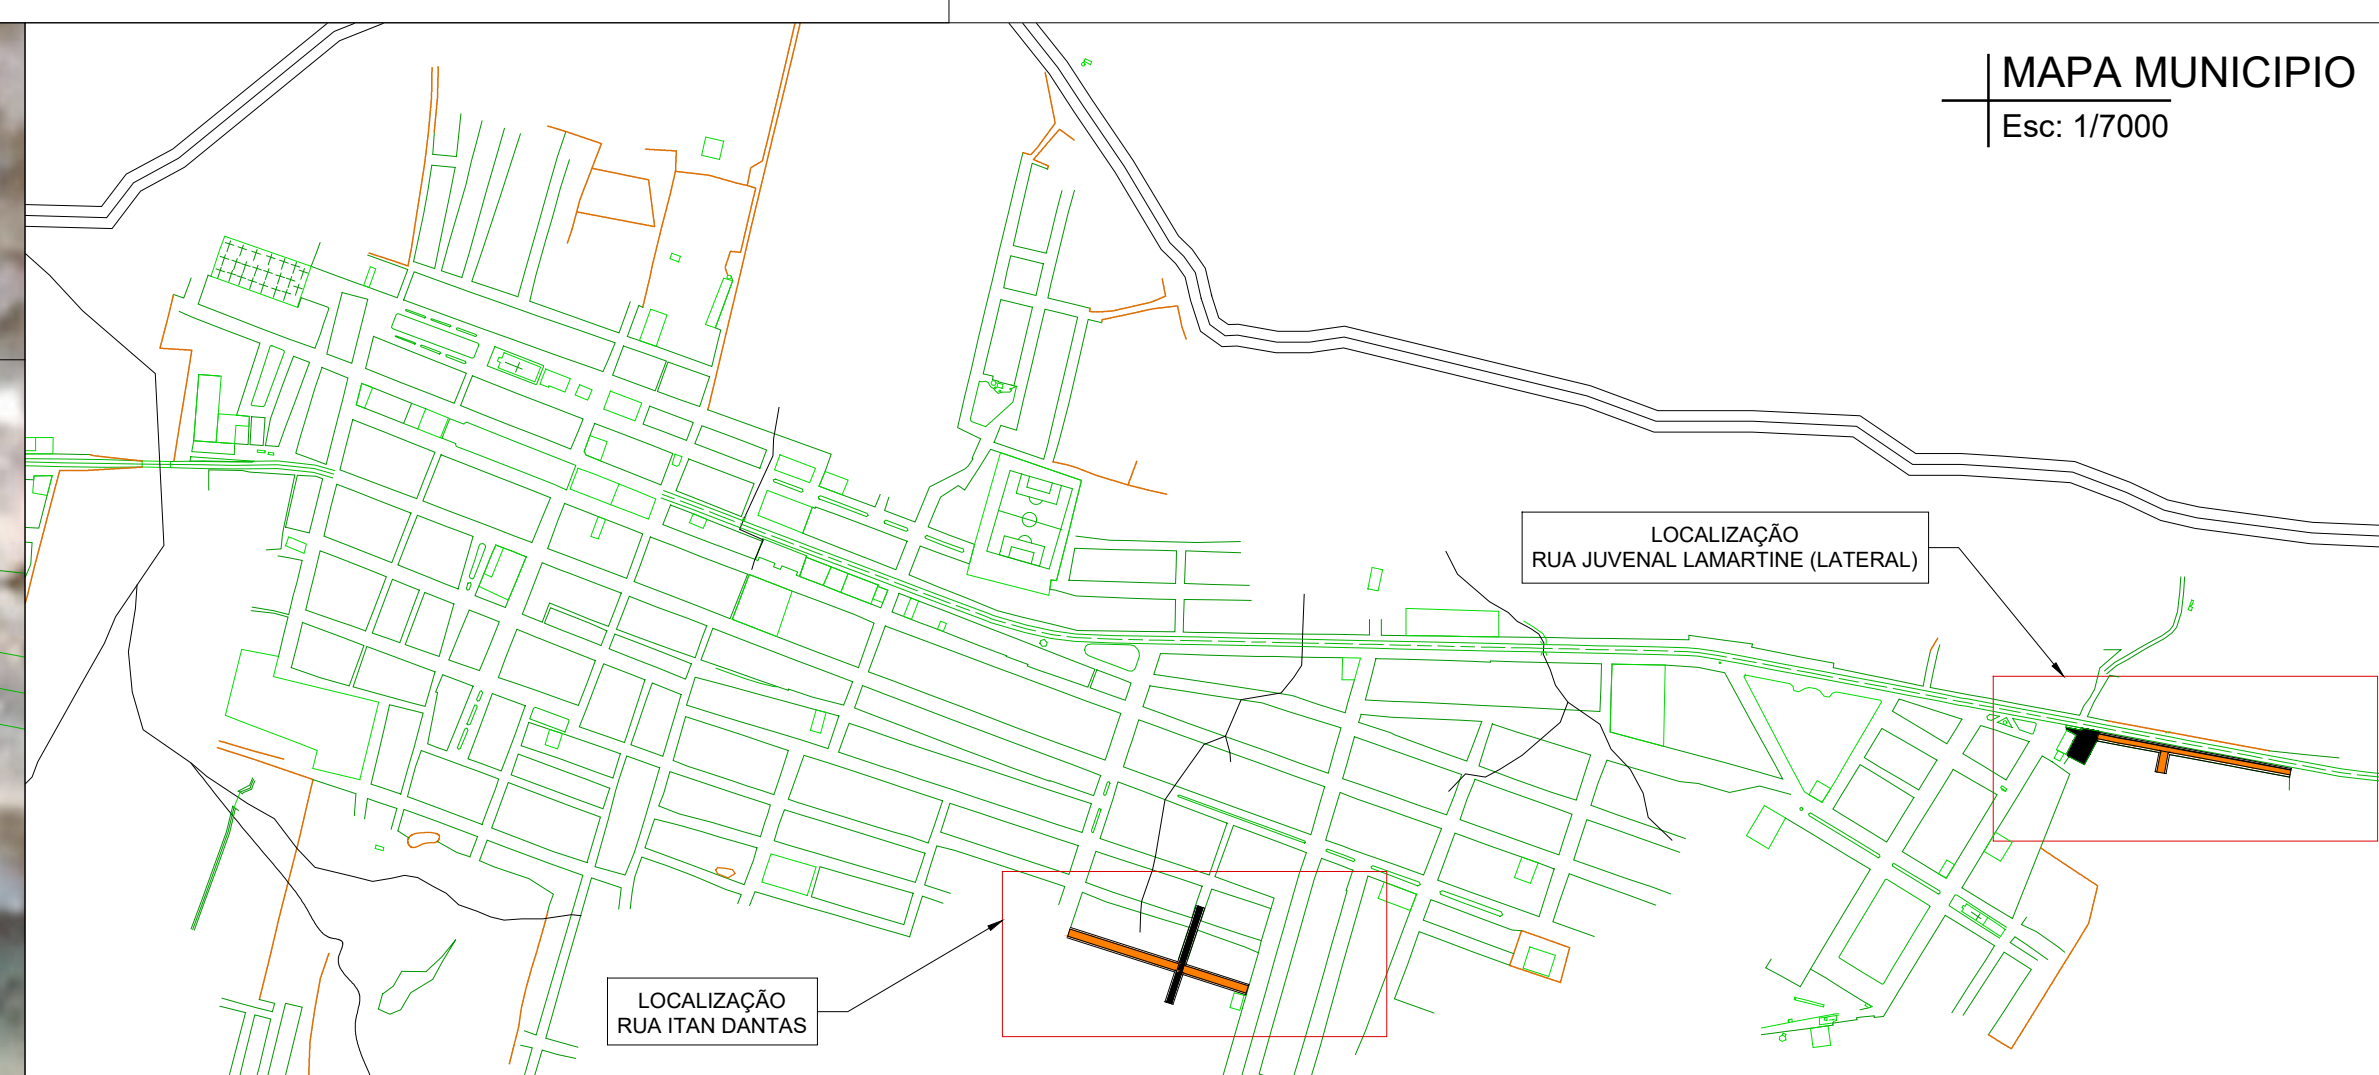 MAPA MUNICIPIO
Esc: 1/7000
LOCALIZAÇÃO
RUA JUVENAL LAMARTINE (LATERAL)
LOCALIZAÇÃO
RUA ITAN DANTAS